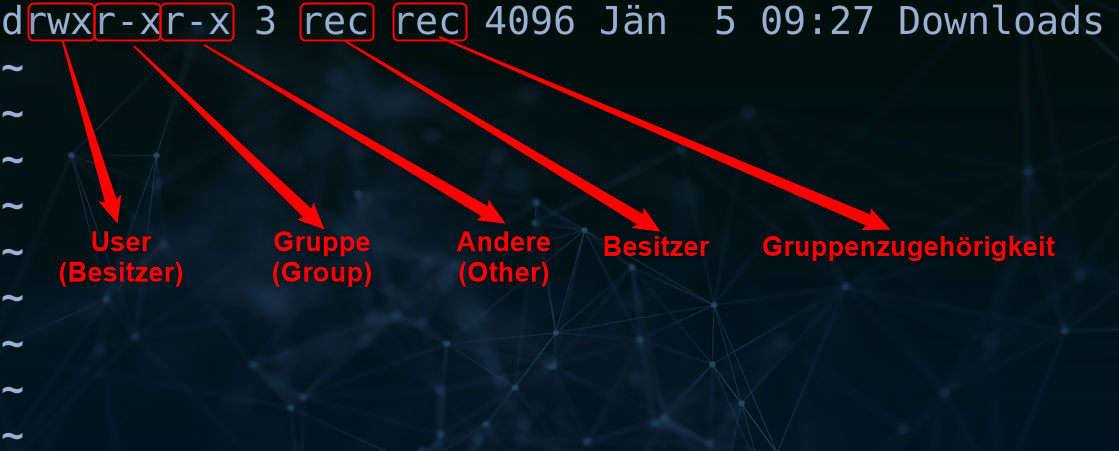 drwxr-xr-x 3 rec rec 4096 Jän  5 09:27 Downloads
~
~
~
~
~
~
~
~
~
User
(Besitzer)
Gruppe
(Group)
Andere
(Other)
Besitzer
Gruppenzugehörigkeit